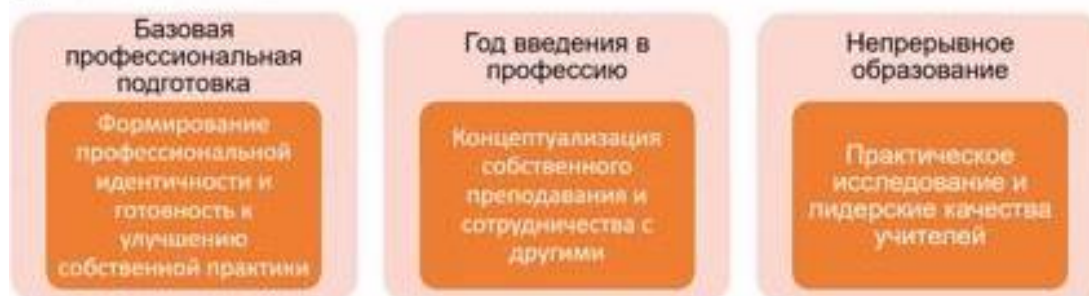 Базовая
профессиональная
подготовка
Формирование
профессиональной
идентичности и
готовность к
улучшению
собственной практики
Год введения в
профессию
Концептуализация
собственного
преподавания и
сотрудничества с
другими
Непрерывное
образование
Практическое
исследование и
лидерские качества
учителей